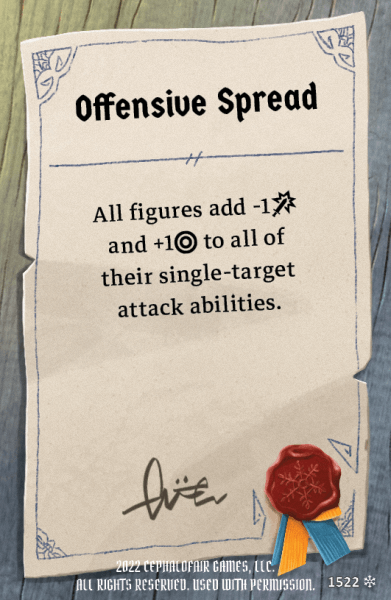 Offensive Spread
All figures add -1
and +1 to all of
their single-target
attack abilities.
2022 CEPHALOFAIR GAMES, LLC.
ALL RIGHTS RESERVED. USED WITH PERMISSION. 1522